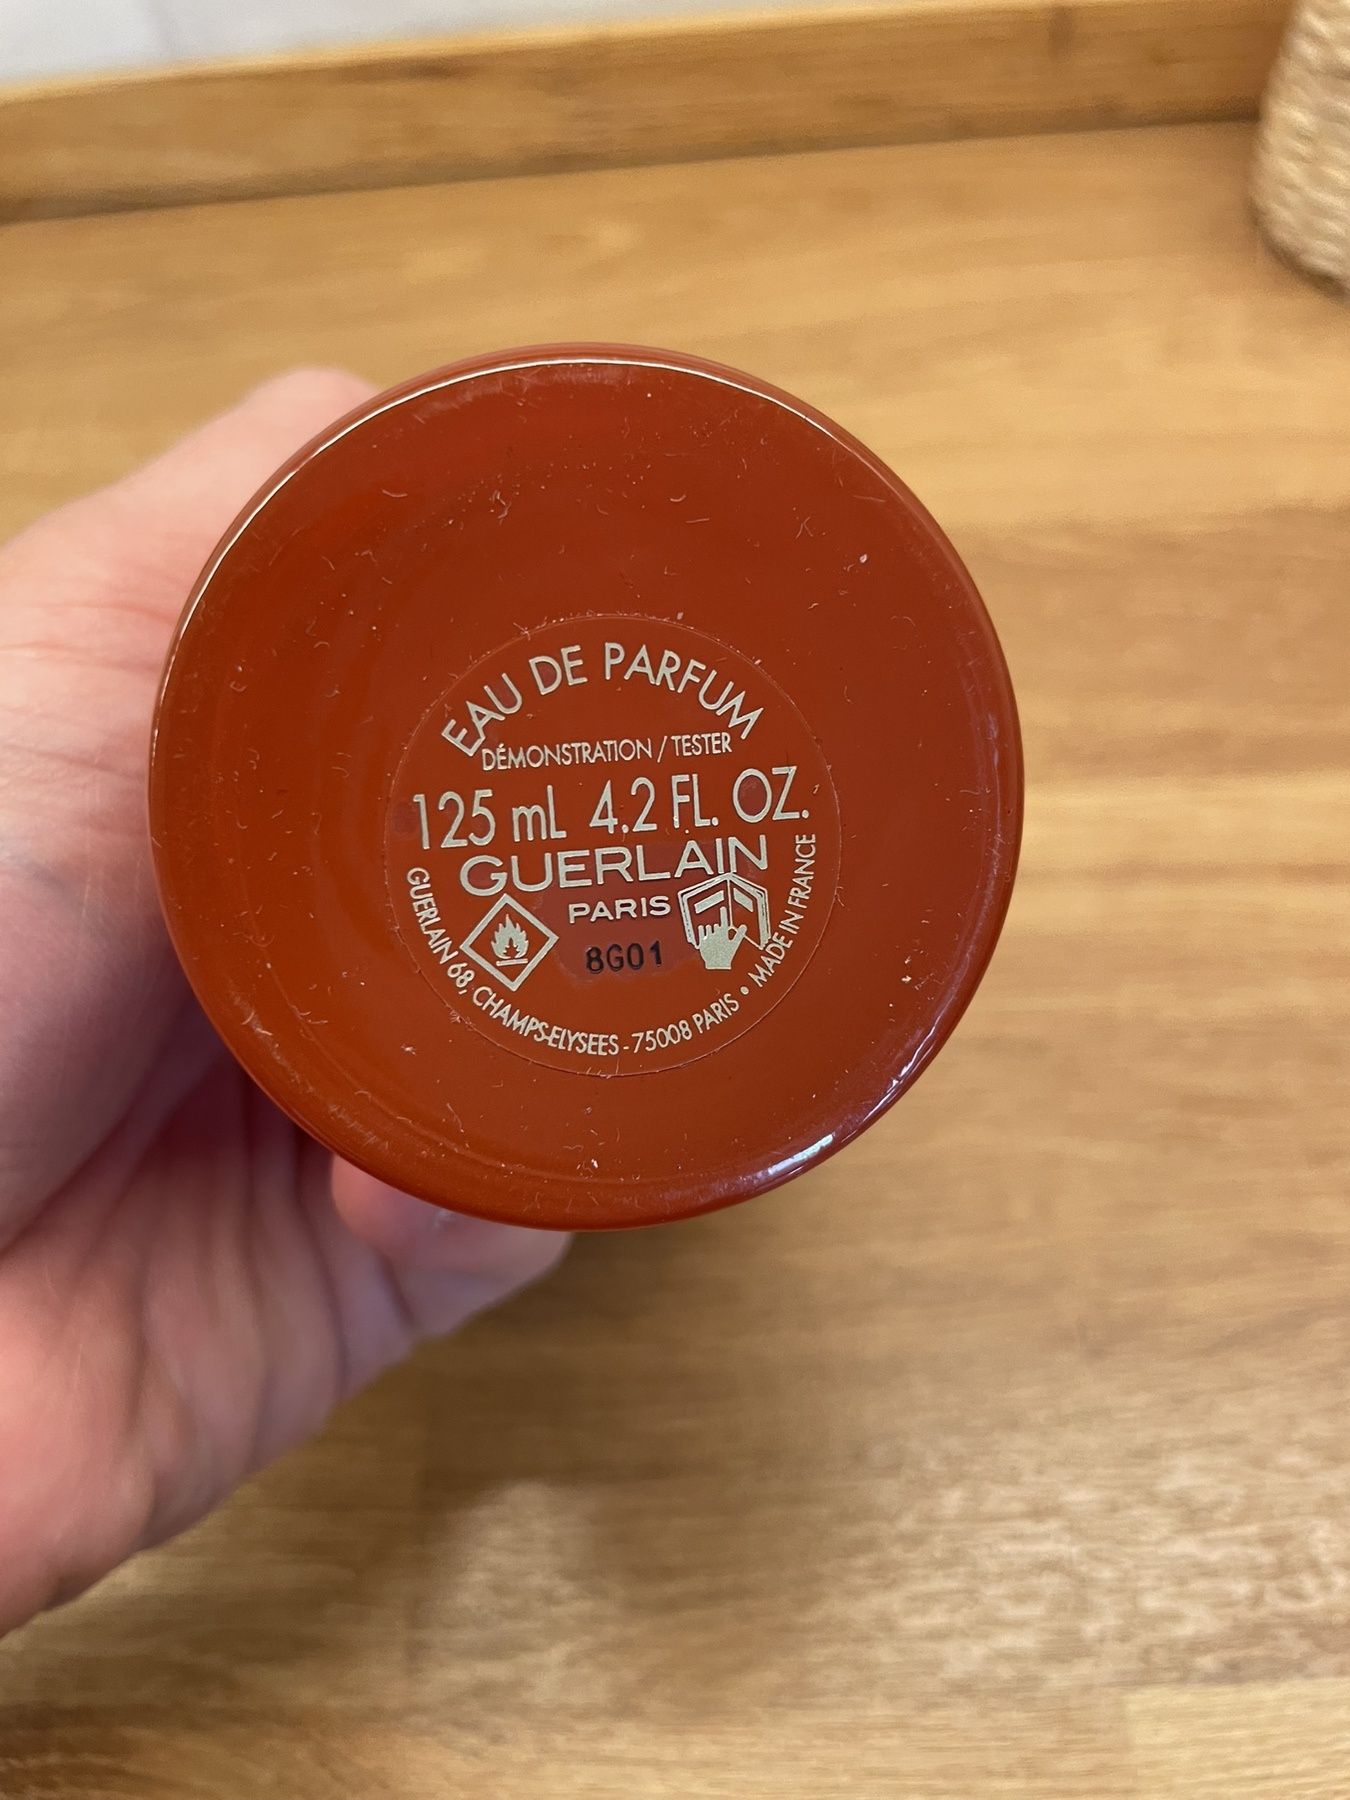 EAU DE PARFUM
DÉMONSTRATION / TESTER
125 mL 4.2 FL. OZ.
GUERLAIN
PARIS
8G01
GUERLAIN 68, CHAMPS-ELYSEES - 75008 PARIS • MADE IN FRANCE